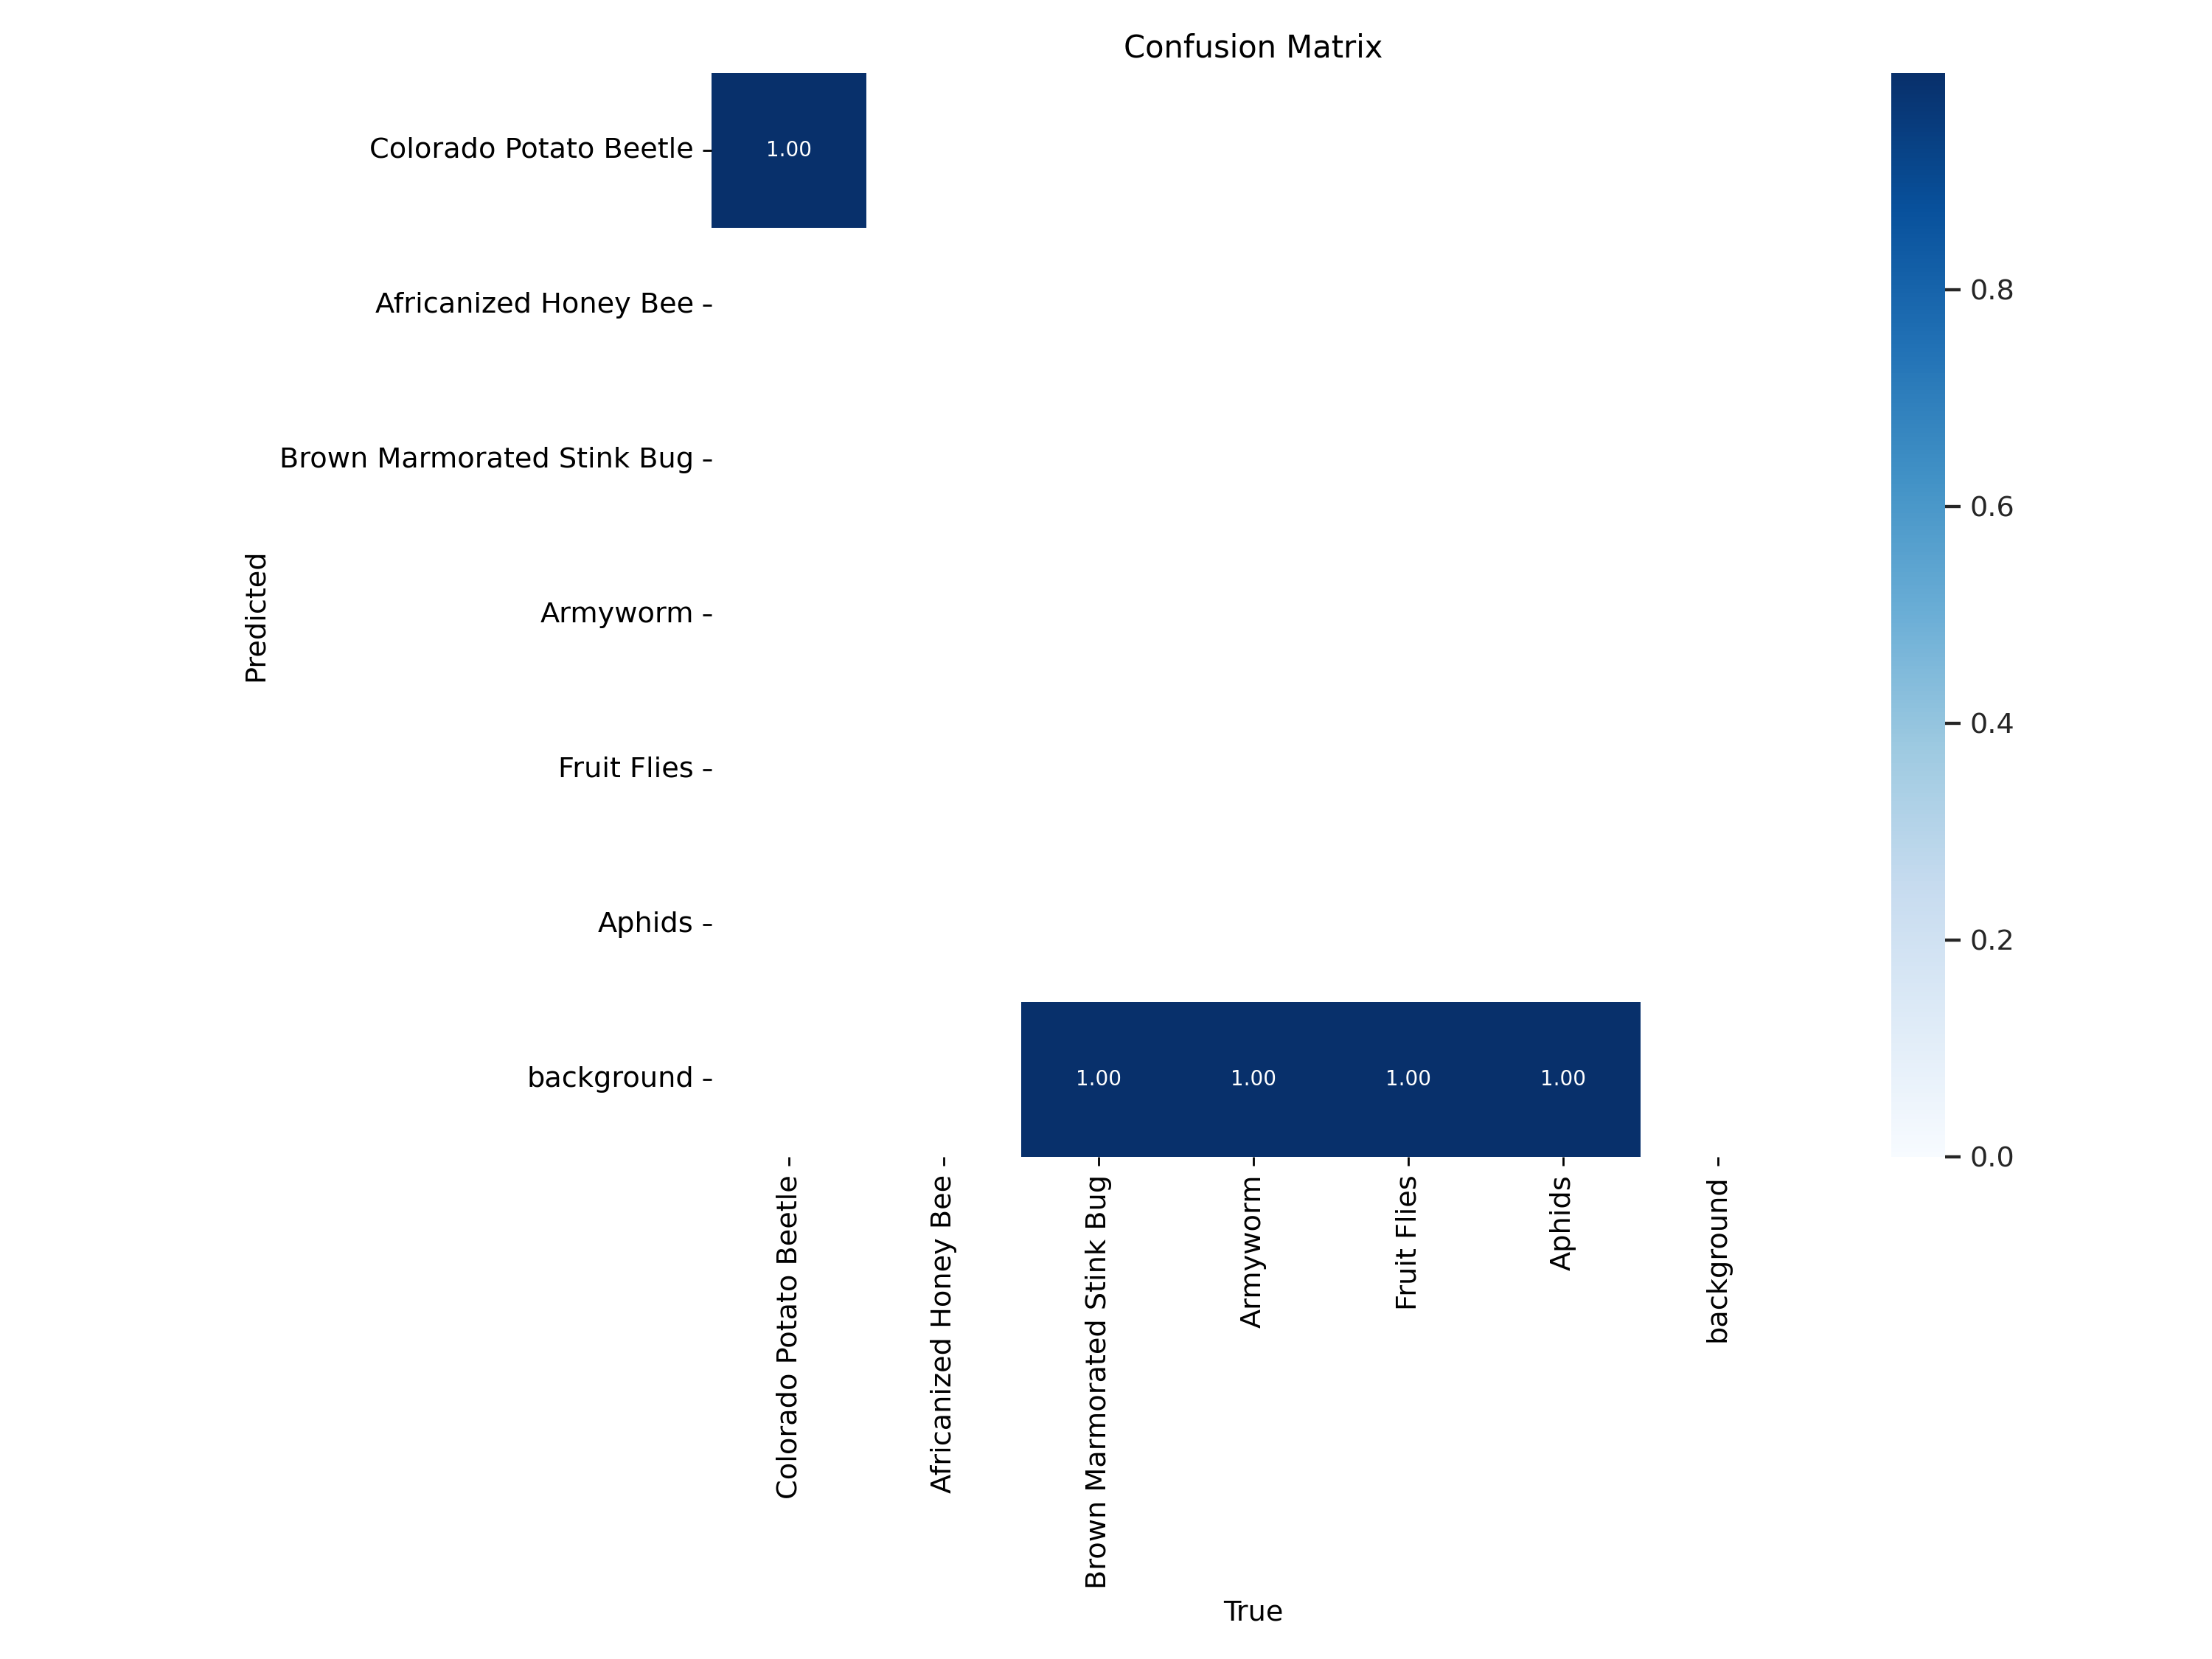 Confusion Matrix
Colorado Potato Beetle
1.00
Africanized Honey Bee
Brown Marmorated Stink Bug
Armyworm
Fruit Flies
Aphids
background
1.00 1.00 1.00 1.00
Predicted
Colorado Potato Beetle
Africanized Honey Bee
Brown Marmorated Stink Bug
Armyworm
Fruit Flies
Aphids
background
True
0.8
0.6
0.4
0.2
0.0